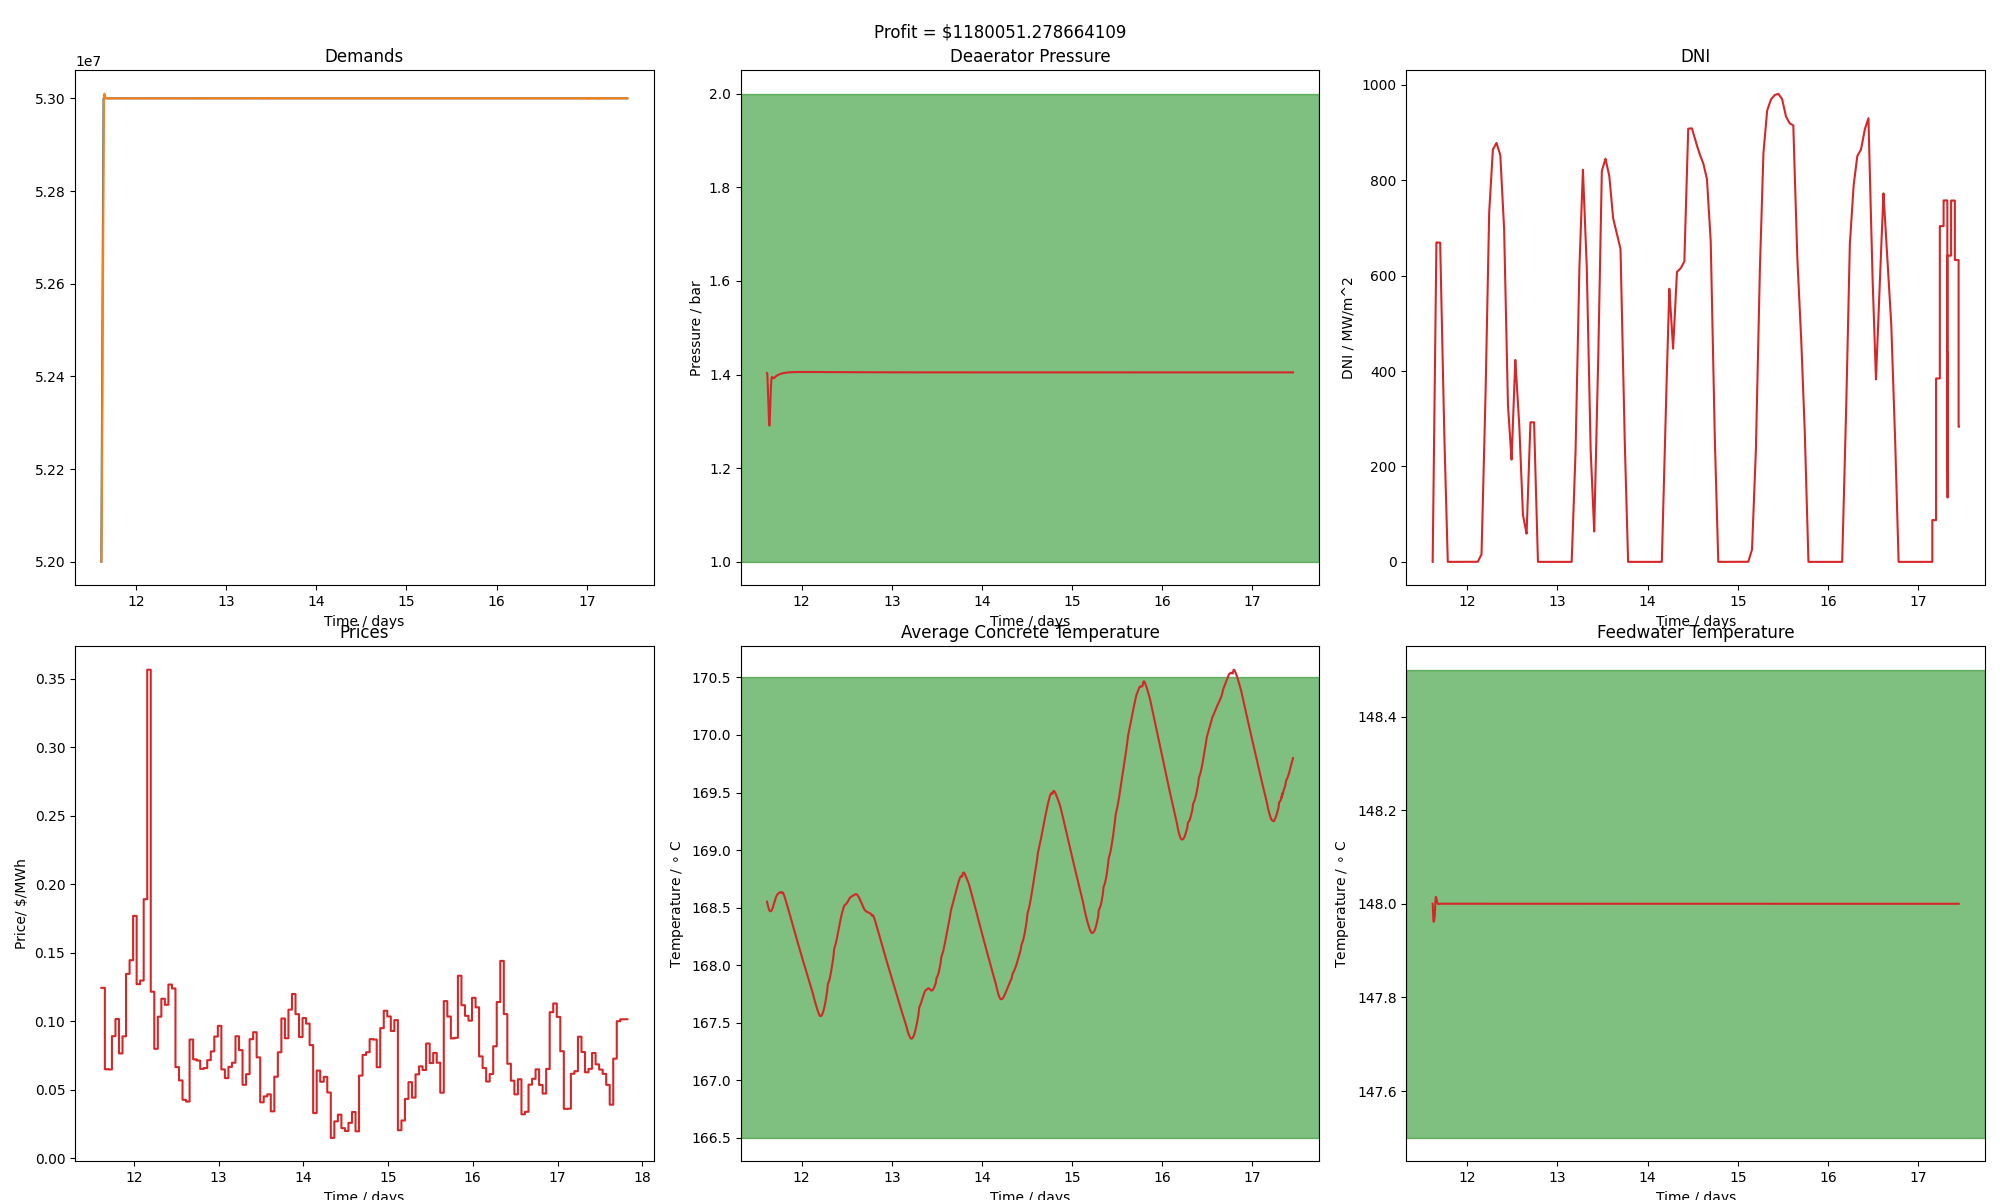 Profit = $1180051.278664109
Demands
1e7
5.30
5.28
5.26
5.24
5.22
5.20
12 13 14 15 16 17
Time / days
Deaerator Pressure
Pressure / bar
2.0
1.8
1.6
1.4
1.2
1.0
12 13 14 15 16 17
Time / days
DNI
DNI / MW/m^2
1000
800
600
400
200
0
12 13 14 15 16 17
Time / days
Prices
Price/ $/MWh
0.35
0.30
0.25
0.20
0.15
0.10
0.05
0.00
12 13 14 15 16 17 18
Time / days
Average Concrete Temperature
Temperature / ∘ C
170.5
170.0
169.5
169.0
168.5
168.0
167.5
167.0
166.5
12 13 14 15 16 17
Time / days
Feedwater Temperature
Temperature / ∘ C
148.4
148.2
148.0
147.8
147.6
12 13 14 15 16 17
Time / days